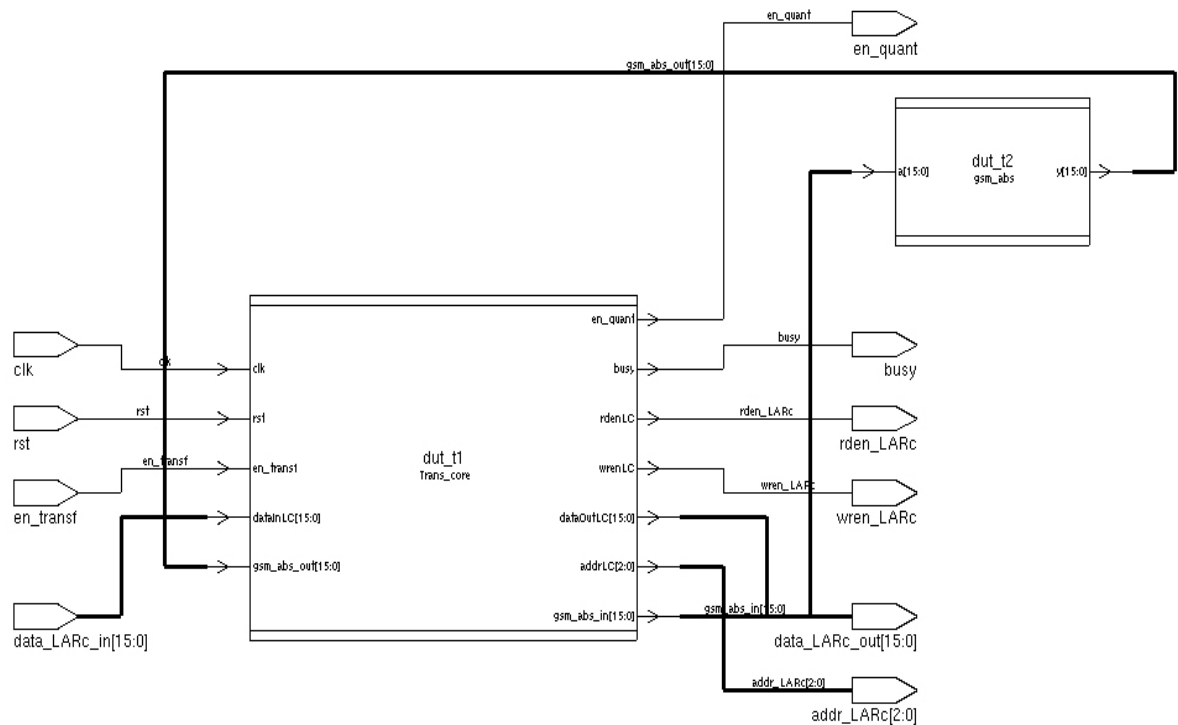 en_quant
en_quant
gsm_abs_out[15:0]
dut_t2
a[15:0]
y[15:0]
gsm_abs
en_quant
clk
clk
clk
busy
busy
busy
rst
rst
rst
rdenLC
rden_LARc
rden_LARc
dut_t1
Trans_core
en_transf
en_transf
en_transf
wrenLC
wren_LARc
wren_LARc
dataInLC[15:0]
dataOutLC[15:0]
gsm_abs_out[15:0]
addrLC[2:0]
gsm_abs_in[15:0]
gsm_abs_in[15:0]
data_LARc_in[15:0]
data_LARc_out[15:0]
addr_LARc[2:0]
addr_LARc[2:0]